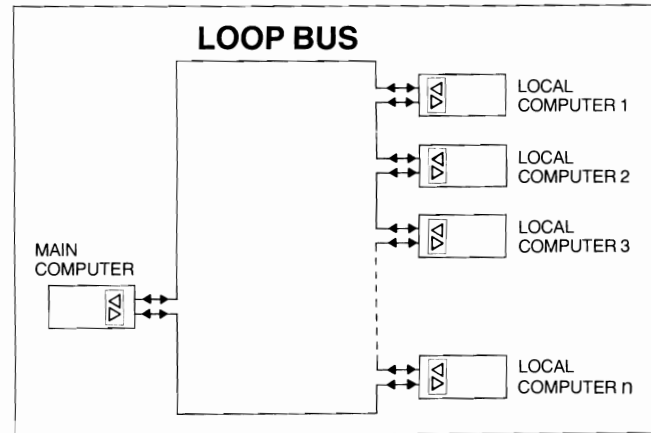 LOOP BUS
LOCAL
COMPUTER 1
LOCAL
COMPUTER 2
LOCAL
COMPUTER 3
MAIN
COMPUTER
LOCAL
COMPUTER n